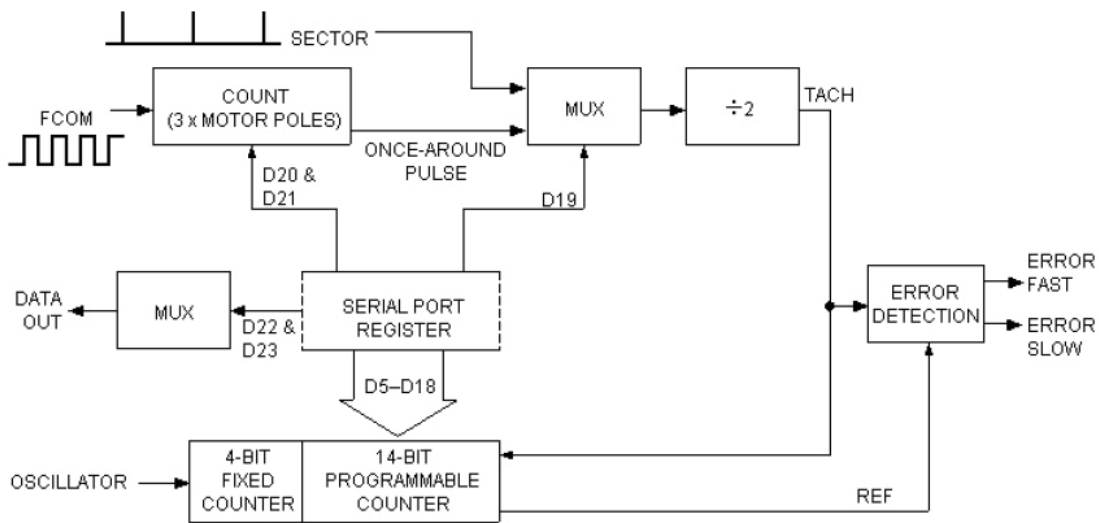 SECTOR
COUNT
(3 x MOTOR POLES)
FCOM
MUX
÷2
TACH
ONCE-AROUND
PULSE
D20 &
D21
D19
SERIAL PORT
REGISTER
DATA
OUT
MUX
D22 &
D23
ERROR
DETECTION
ERROR
FAST
ERROR
SLOW
D5–D18
OSCILLATOR
4-BIT
FIXED
COUNTER
14-BIT
PROGRAMMABLE
COUNTER
REF